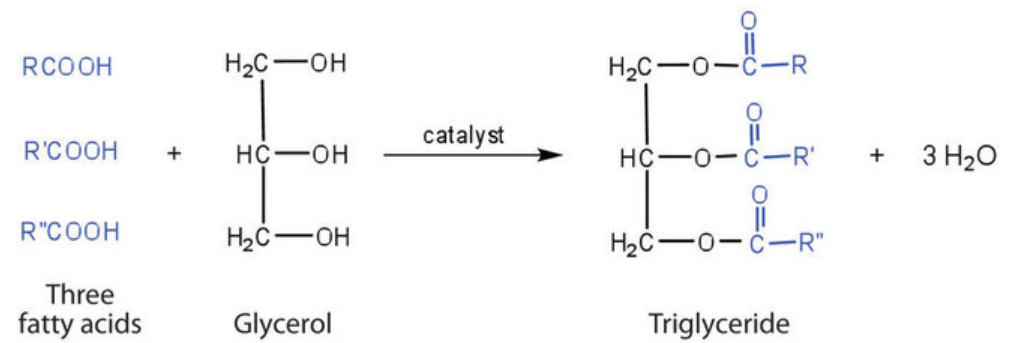 RCOOH
R'COOH
R"COOH
Three
fatty acids
+
H₂C—OH
HC—OH
H₂C—OH
Glycerol
catalyst
O
H₂C—O—C—R
O
HC—O—C—R'
O
H₂C—O—C—R"
Triglyceride
+
3 H₂O